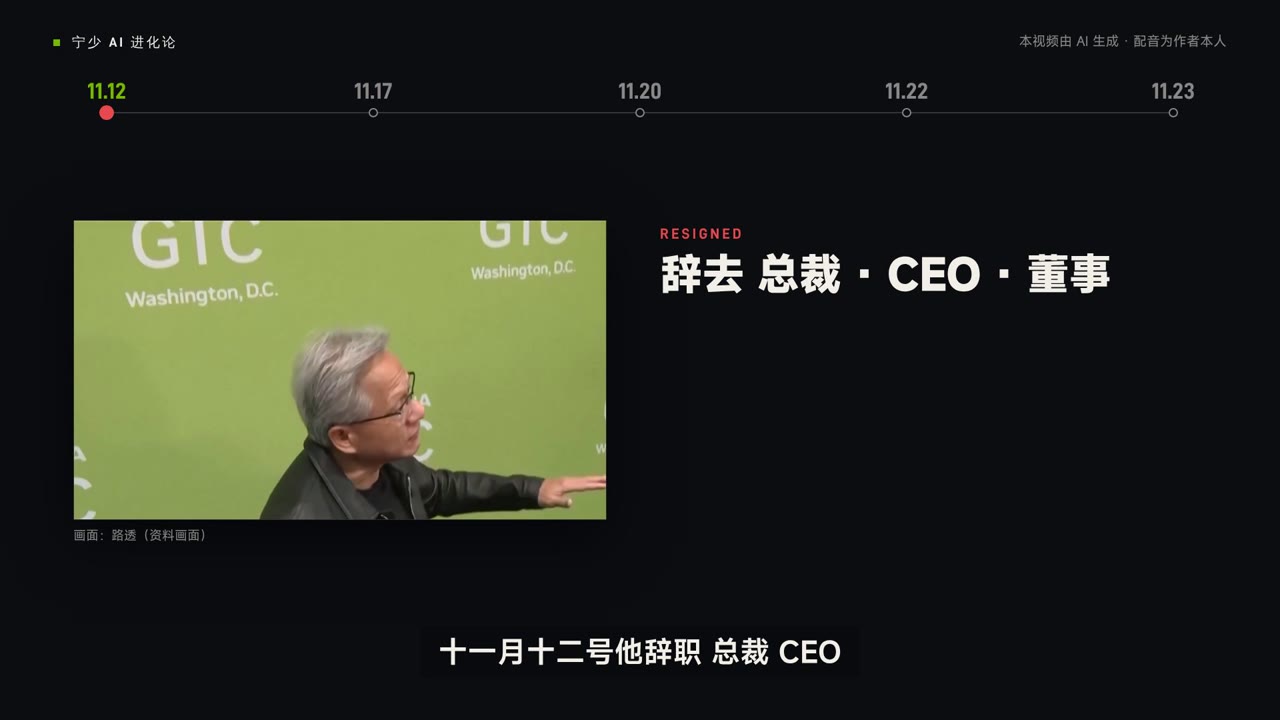 宁少 AI 进化论
本视频由 AI 生成 · 配音为作者本人
11.12
11.17
11.20
11.22
11.23
GTC
Washington, D.C.
GTC
Washington, D.C.
RESIGNED
辞去 总裁 · CEO · 董事
画面：路透（资料画面）
十一月十二号他辞职 总裁 CEO